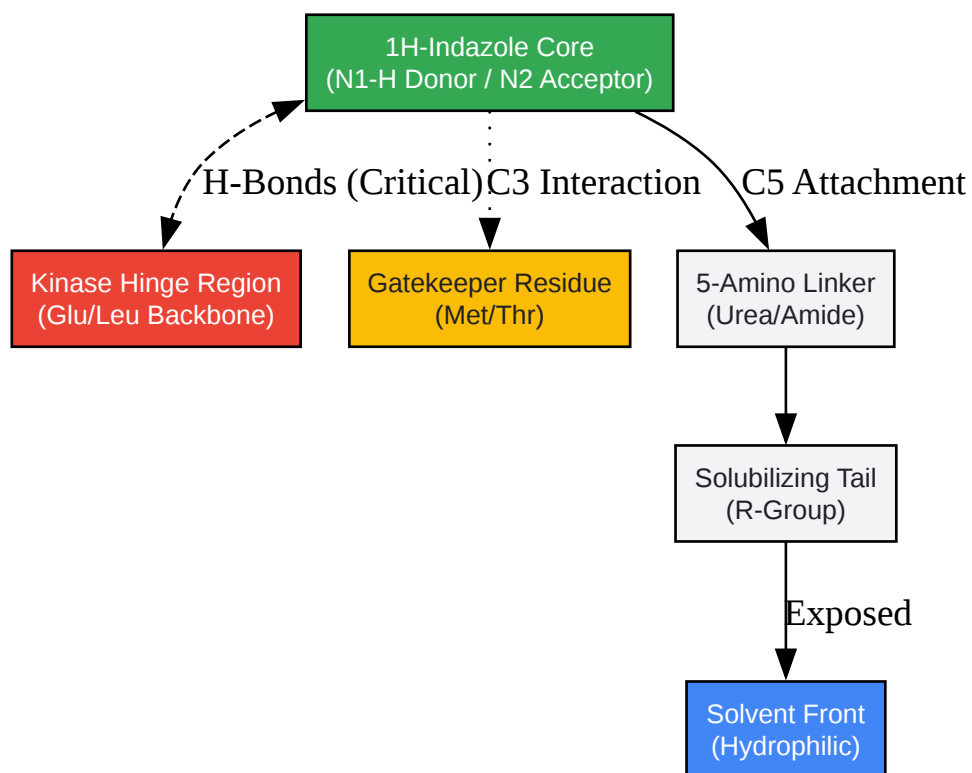 1H-Indazole Core
(N1-H Donor / N2 Acceptor)
H-Bonds (Critical)
C3 Interaction
C5 Attachment
Kinase Hinge Region
(Glu/Leu Backbone)
Gatekeeper Residue
(Met/Thr)
5-Amino Linker
(Urea/Amide)
Solubilizing Tail
(R-Group)
Exposed
Solvent Front
(Hydrophilic)